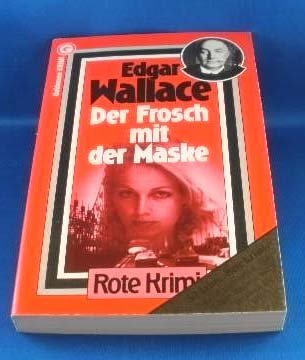 Edgar
Wallace
Der Frosch
mit
der Maske
Rote Krimi